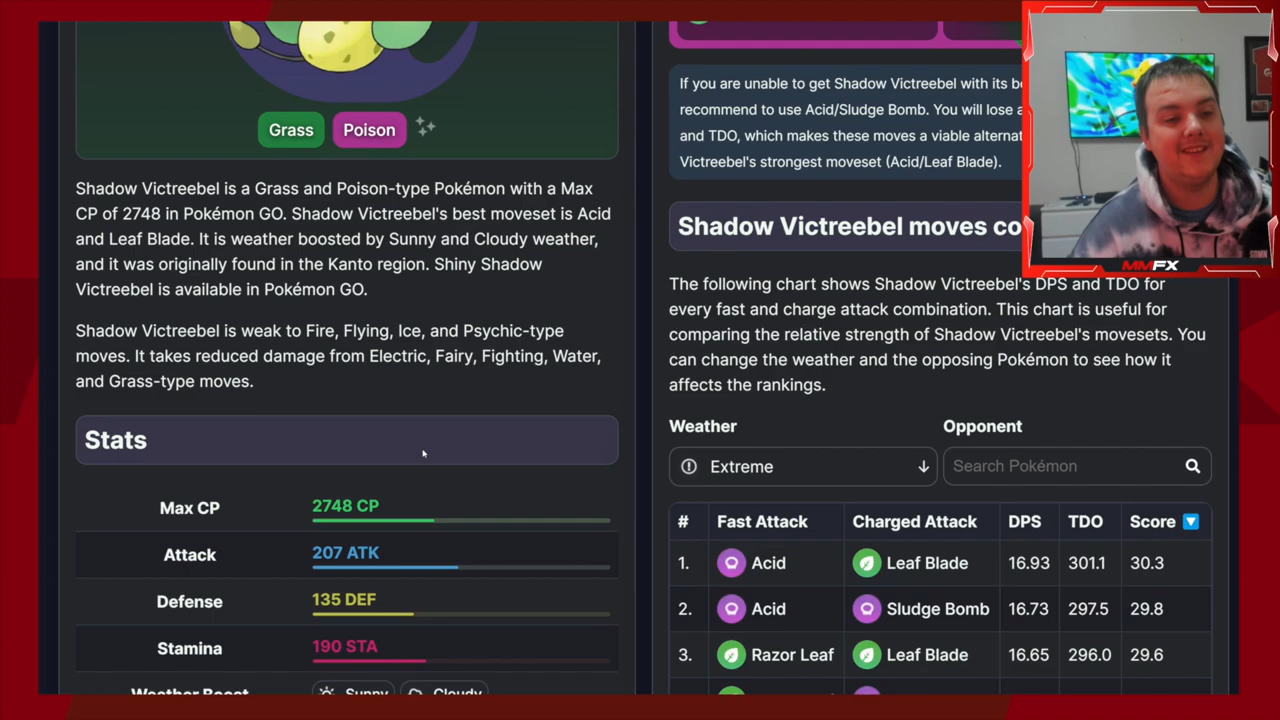 Grass Poison
Shadow Victreebel is a Grass and Poison-type Pokémon with a Max
CP of 2748 in Pokémon GO. Shadow Victreebel's best moveset is Acid
and Leaf Blade. It is weather boosted by Sunny and Cloudy weather,
and it was originally found in the Kanto region. Shiny Shadow
Victreebel is available in Pokémon GO.
Shadow Victreebel is weak to Fire, Flying, Ice, and Psychic-type
moves. It takes reduced damage from Electric, Fairy, Fighting, Water,
and Grass-type moves.
Stats
Max CP 2748 CP
Attack 207 ATK
Defense 135 DEF
Stamina 190 STA
Weather Boost Sunny Cloudy
If you are unable to get Shadow Victreebel with its
recommend to use Acid/Sludge Bomb. You will lose
and TDO, which makes these moves a viable
Victreebel's strongest moveset (Acid/Leaf Blade).
Shadow Victreebel moves
The following chart shows Shadow Victreebel's DPS and TDO for
every fast and charge attack combination. This chart is useful for
comparing the relative strength of Shadow Victreebel's movesets. You
can change the weather and the opposing Pokémon to see how it
affects the rankings.
Weather Opponent
Extreme Search Pokémon
# Fast Attack Charged Attack DPS TDO Score
1. Acid Leaf Blade 16.93 301.1 30.3
2. Acid Sludge Bomb 16.73 297.5 29.8
3. Razor Leaf Leaf Blade 16.65 296.0 29.6
MMFX